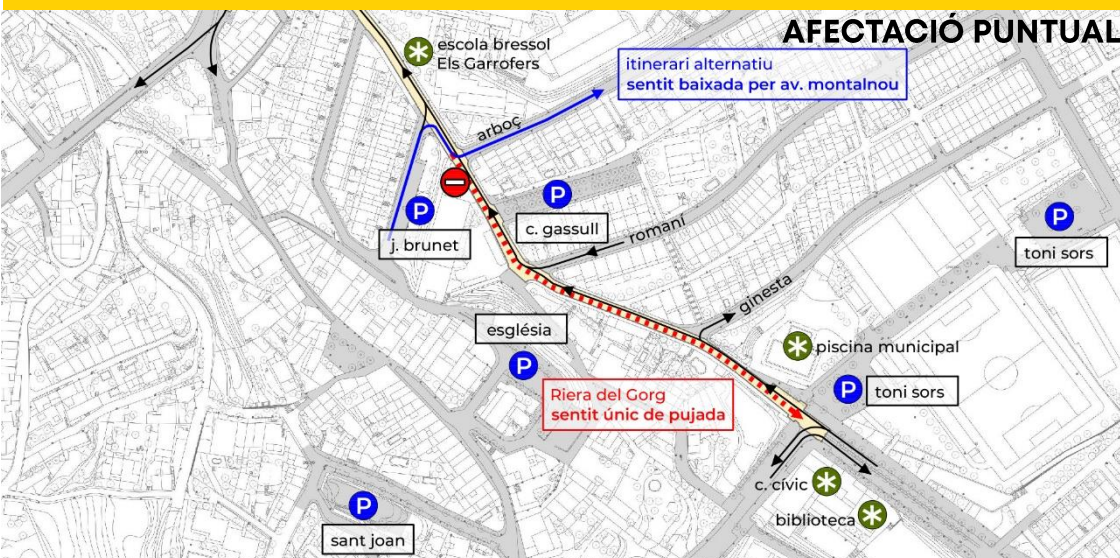 AFECTACIÓ PUNTUAL
escola bressol
Els Garrofers
itinerari alternatiu
sentit baixada per av. montalnou
arboç
P
j. brunet
P
c. gassull
romaní
P
toni sors
ginesta
església
P
piscina municipal
P
toni sors
Riera del Gorg
sentit únic de pujada
c. cívic
biblioteca
P
sant joan